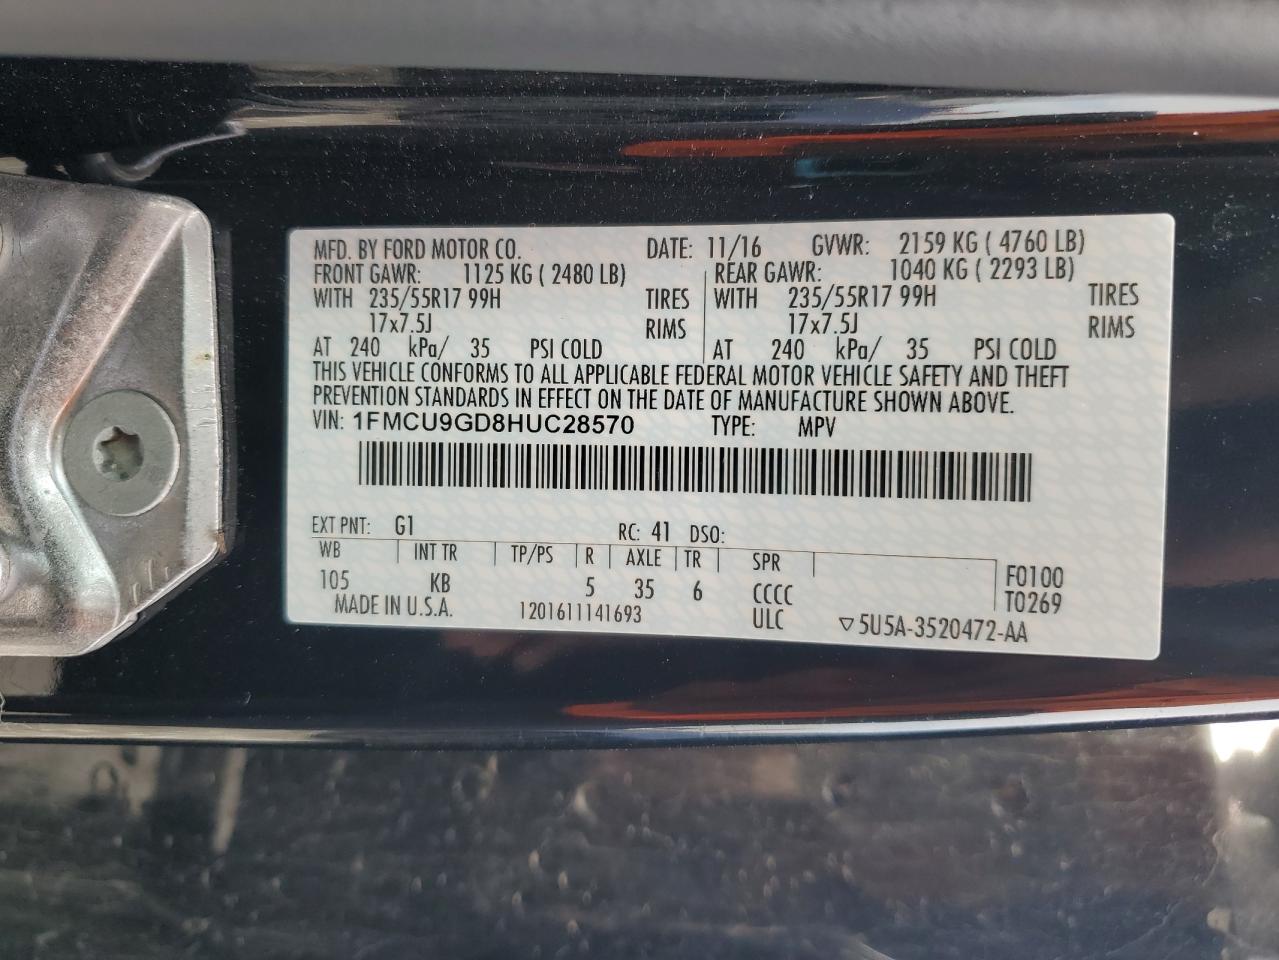 MFD. BY FORD MOTOR CO. DATE: 11/16 GVWR: 2159 KG ( 4760 LB)
FRONT GAWR: 1125 KG ( 2480 LB) REAR GAWR: 1040 KG ( 2293 LB)
WITH 235/55R17 99H TIRES WITH 235/55R17 99H TIRES
17x7.5J RIMS 17x7.5J RIMS
AT 240 kPa/ 35 PSI COLD AT 240 kPa/ 35 PSI COLD
THIS VEHICLE CONFORMS TO ALL APPLICABLE FEDERAL MOTOR VEHICLE SAFETY AND THEFT
PREVENTION STANDARDS IN EFFECT ON THE DATE OF MANUFACTURE SHOWN ABOVE.
VIN: 1FMCU9GD8HUC28570 TYPE: MPV
EXT PNT: G1 RC: 41 DSO:
WB INT TR TP/PS R AXLE TR SPR
105 KB 5 35 6 CCCC F0100
MADE IN U.S.A. 1201611141693 ULC T0269
▽5U5A-3520472-AA